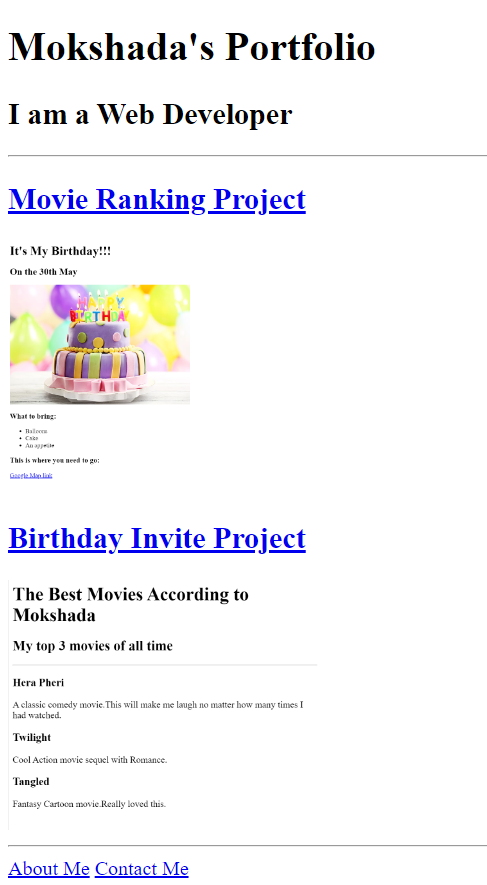 Mokshada's Portfolio
I am a Web Developer
Movie Ranking Project
It's My Birthday!!!
On the 30th May
HAPPY
BIRTHDAY
What to bring:
Balloons
Cake
An appetite
This is where you need to go:
Google Map link
Birthday Invite Project
The Best Movies According to
Mokshada
My top 3 movies of all time
Hera Pheri
A classic comedy movie.This will make me laugh no matter how many times I
had watched.
Twilight
Cool Action movie sequel with Romance.
Tangled
Fantasy Cartoon movie.Really loved this.
About Me Contact Me